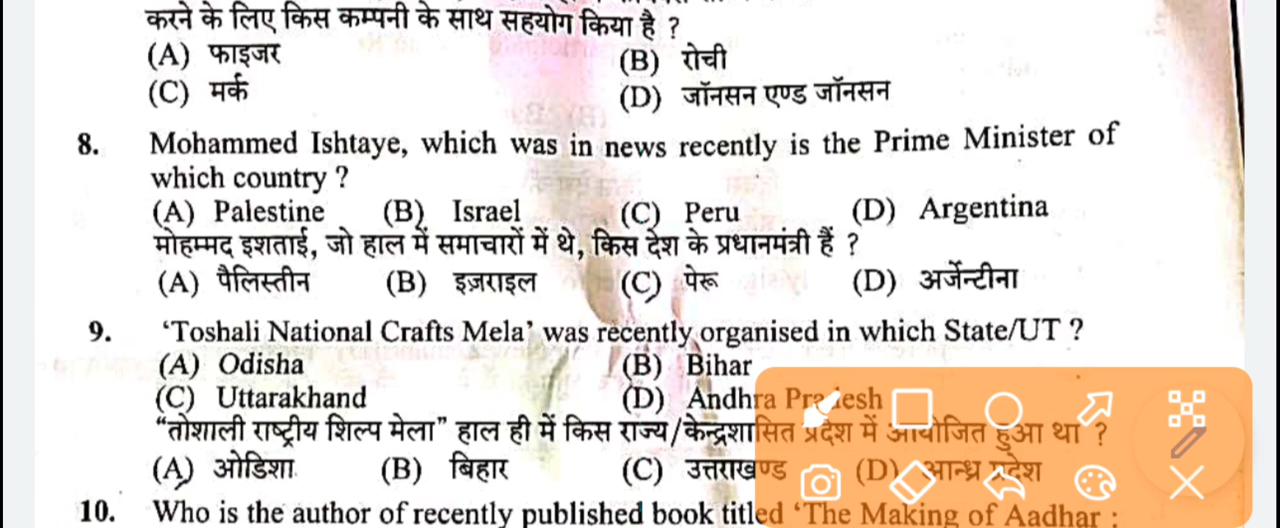 करने के लिए किस कम्पनी के साथ सहयोग किया है ?
(A) फाइजर (B) रोची
(C) मर्क (D) जॉनसन एण्ड जॉनसन
8. Mohammed Ishtaye, which was in news recently is the Prime Minister of
which country ?
(A) Palestine (B) Israel (C) Peru (D) Argentina
मोहम्मद इशताई, जो हाल में समाचारों में थे, किस देश के प्रधानमंत्री हैं ?
(A) पैलिस्तीन (B) इज़राइल (C) पेरू (D) अर्जेन्टीना
9. ‘Toshali National Crafts Mela’ was recently organised in which State/UT ?
(A) Odisha (B) Bihar
(C) Uttarakhand (D) Andhra Pradesh
“तोशाली राष्ट्रीय शिल्प मेला” हाल ही में किस राज्य/केन्द्रशासित प्रदेश में आयोजित हुआ था ?
(A) ओडिशा (B) बिहार (C) उत्तराखण्ड (D) आन्ध्र प्रदेश
10. Who is the author of recently published book titled ‘The Making of Aadhar :